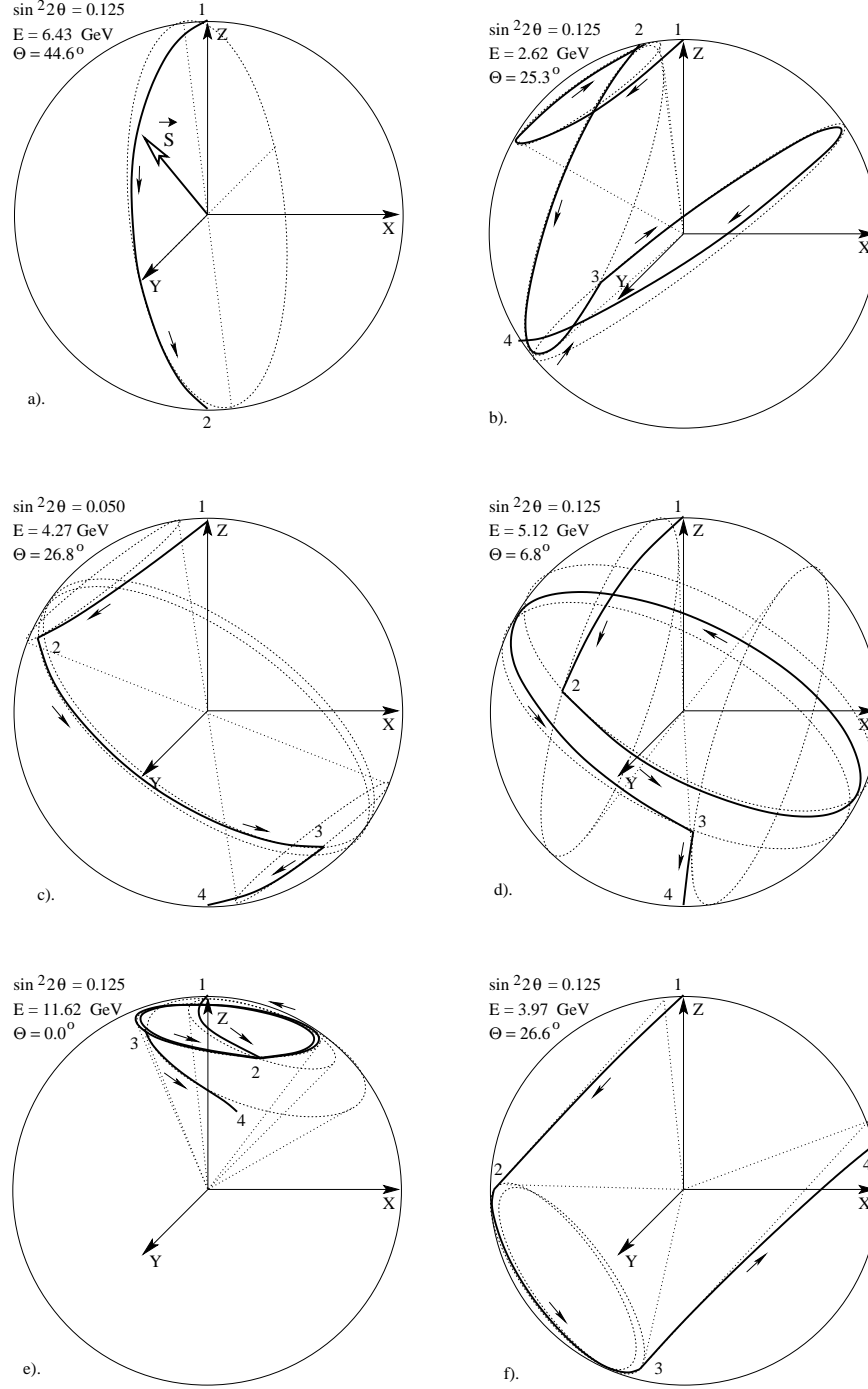 sin ²2θ = 0.125
E = 6.43 GeV
Θ = 44.6°
1
Z
S
X
Y
2
a).
sin ²2θ = 0.125
E = 2.62 GeV
Θ = 25.3°
2
1
Z
X
3
Y
4
b).
sin ²2θ = 0.050
E = 4.27 GeV
Θ = 26.8°
1
Z
2
X
Y
3
4
c).
sin ²2θ = 0.125
E = 5.12 GeV
Θ = 6.8°
1
Z
2
X
Y
3
4
d).
sin ²2θ = 0.125
E = 11.62 GeV
Θ = 0.0°
1
Z
3
2
4
X
Y
e).
sin ²2θ = 0.125
E = 3.97 GeV
Θ = 26.6°
1
Z
2
4
X
Y
3
f).